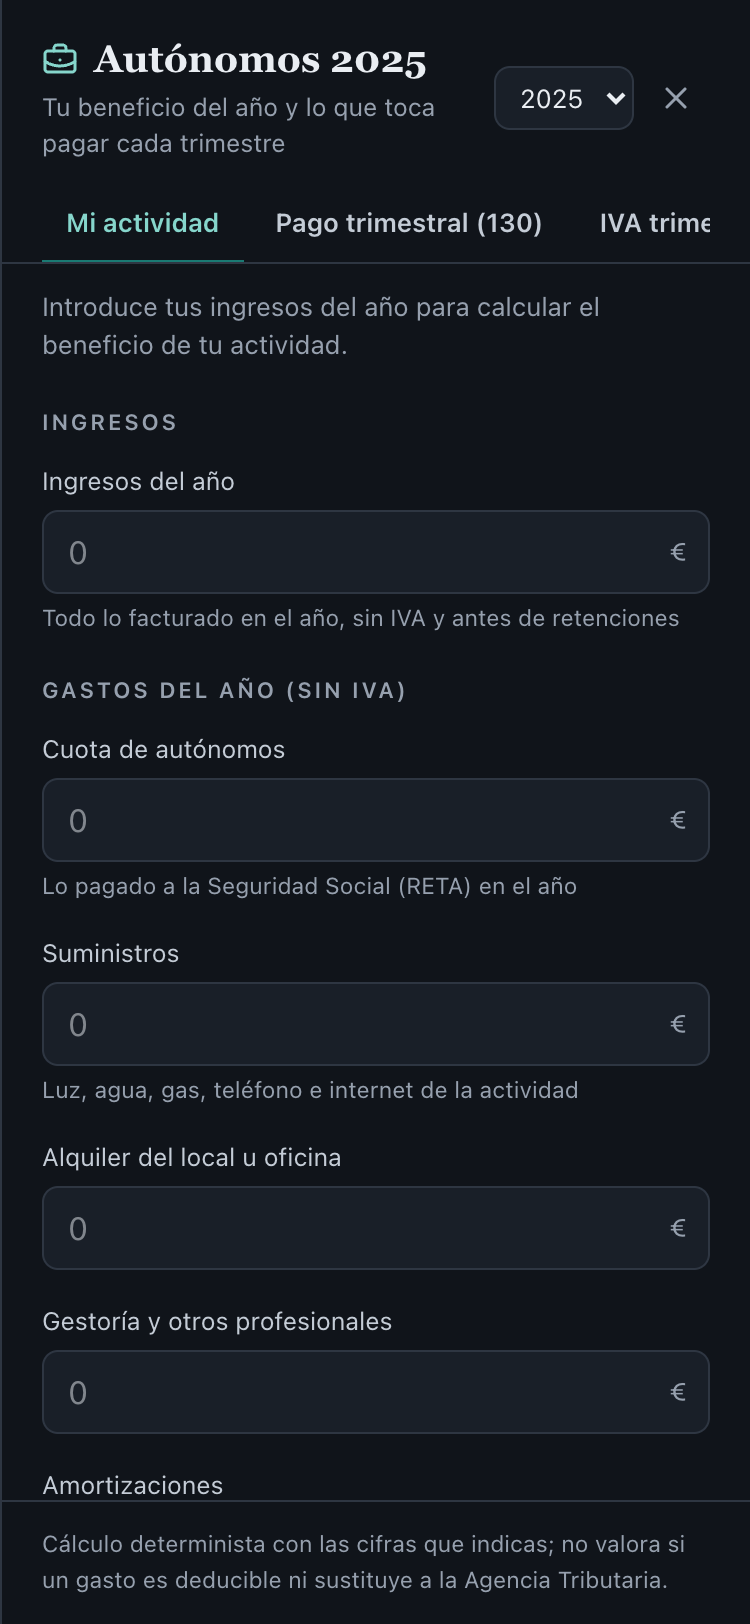 Autónomos 2025
Tu beneficio del año y lo que toca
pagar cada trimestre
2025
Mi actividad
Pago trimestral (130)
IVA trime
Introduce tus ingresos del año para calcular el
beneficio de tu actividad.
INGRESOS
Ingresos del año
0 €
Todo lo facturado en el año, sin IVA y antes de retenciones
GASTOS DEL AÑO (SIN IVA)
Cuota de autónomos
0 €
Lo pagado a la Seguridad Social (RETA) en el año
Suministros
0 €
Luz, agua, gas, teléfono e internet de la actividad
Alquiler del local u oficina
0 €
Gestoría y otros profesionales
0 €
Amortizaciones
Cálculo determinista con las cifras que indicas; no valora si
un gasto es deducible ni sustituye a la Agencia Tributaria.